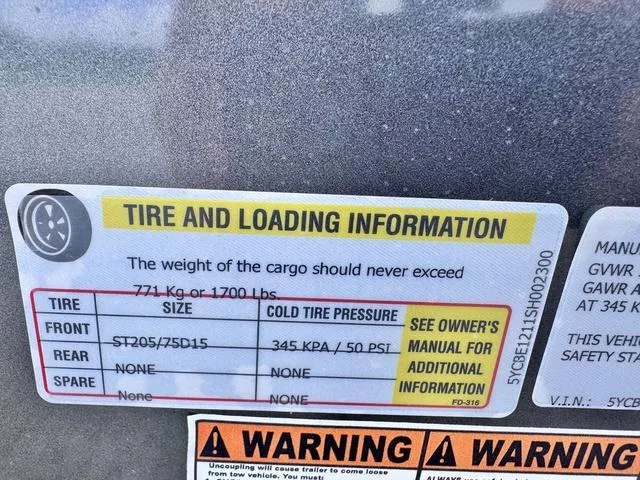 TIRE AND LOADING INFORMATION
The weight of the cargo should never exceed
771 Kg or 1700 Lbs.
TIRE SIZE COLD TIRE PRESSURE SEE OWNER'S MANUAL FOR ADDITIONAL INFORMATION
FRONT ST205/75D15 345 KPA / 50 PSI
REAR NONE NONE
SPARE None NONE
FD-316
5YCBE1211SH002300
MANU
GVWR
GAWR A
AT 345 K
THIS VEHI
SAFETY STA
V.I.N.: 5YCB
WARNING
Uncoupling will cause trailer to come loose
from tow vehicle. You must:
WARNING